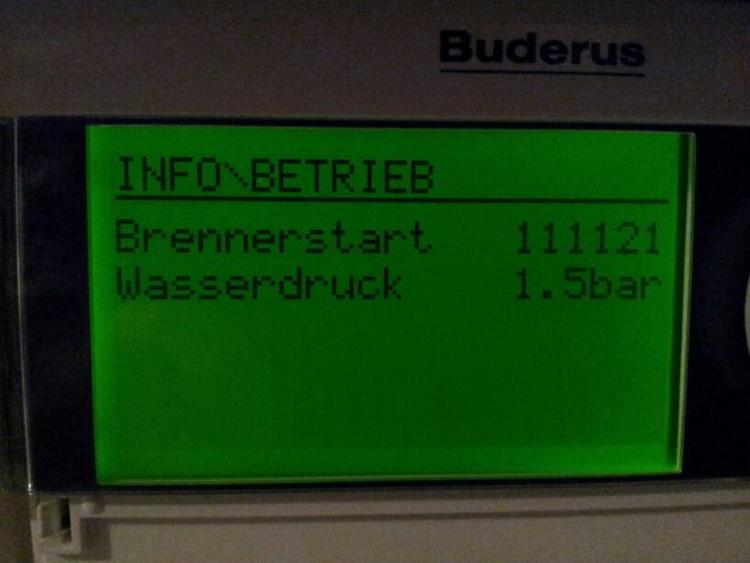 Buderus
INFO\BETRIEB
Brennerstart 111121
Wasserdruck 1.5bar